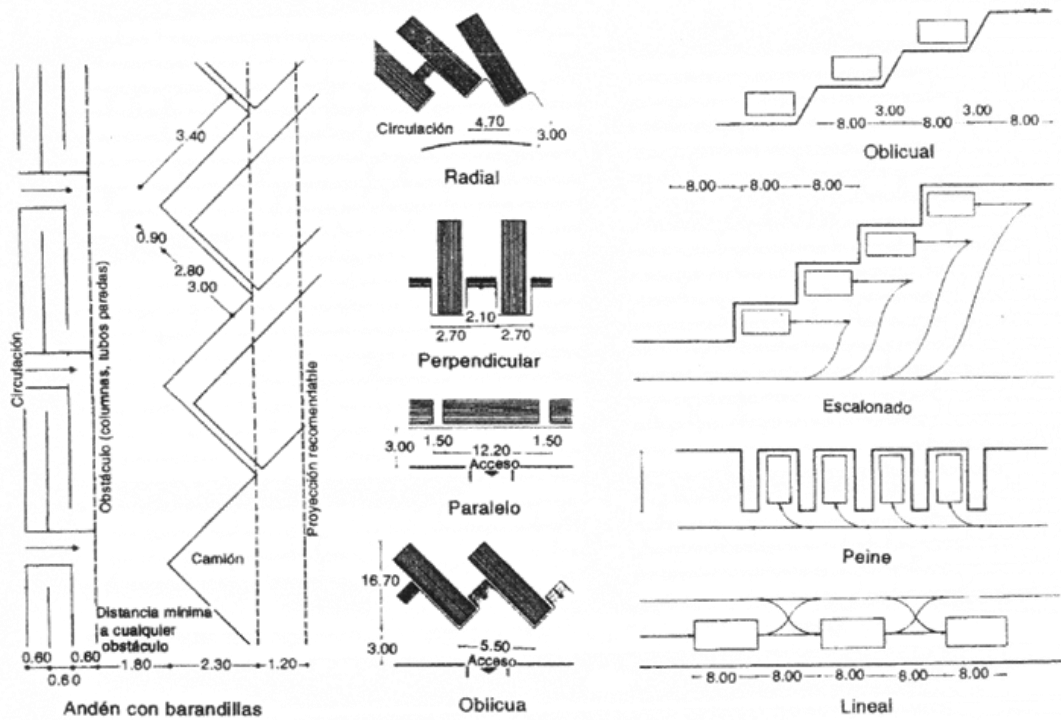 Circulación
Obstáculo (columnas, tubos paradas)
3.40
0.90
2.80
3.00
Proyección recomendable
Camión
Distancia mínima
a cualquier
obstáculo
0.60
0.60
0.60
1.80
2.30
1.20
Andén con barandillas
Circulación
4.70
3.00
Radial
2.10
2.70
2.70
Perpendicular
3.00
1.50
1.50
12.20
Acceso
Paralelo
16.70
3.00
5.50
Acceso
Oblicua
3.00
3.00
8.00
8.00
8.00
Oblicual
8.00
8.00
8.00
Escalonado
Peine
8.00
8.00
8.00
8.00
8.00
Lineal